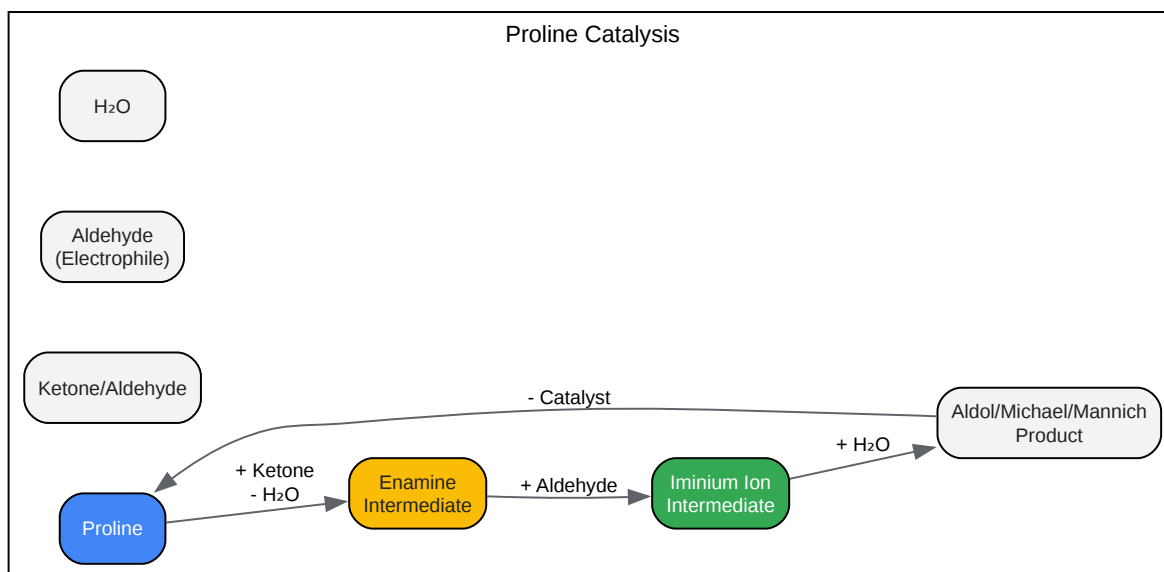 Proline Catalysis
H₂O
Aldehyde
(Electrophile)
Ketone/Aldehyde
- Catalyst
Aldol/Michael/Mannich
Product
+ H₂O
+ Ketone
- H₂O
Enamine
Intermediate
+ Aldehyde
Iminium Ion
Intermediate
Proline